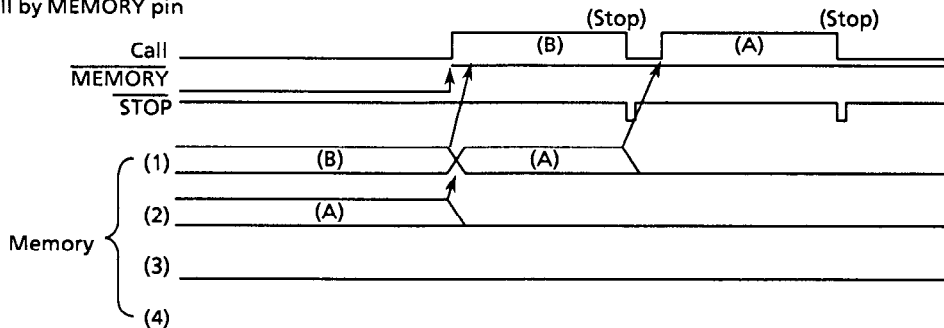 ll by MEMORY pin
(Stop) (Stop)
Call (B) (A)
MEMORY
STOP
(1) (B) (A)
(2) (A)
Memory
(3)
(4)